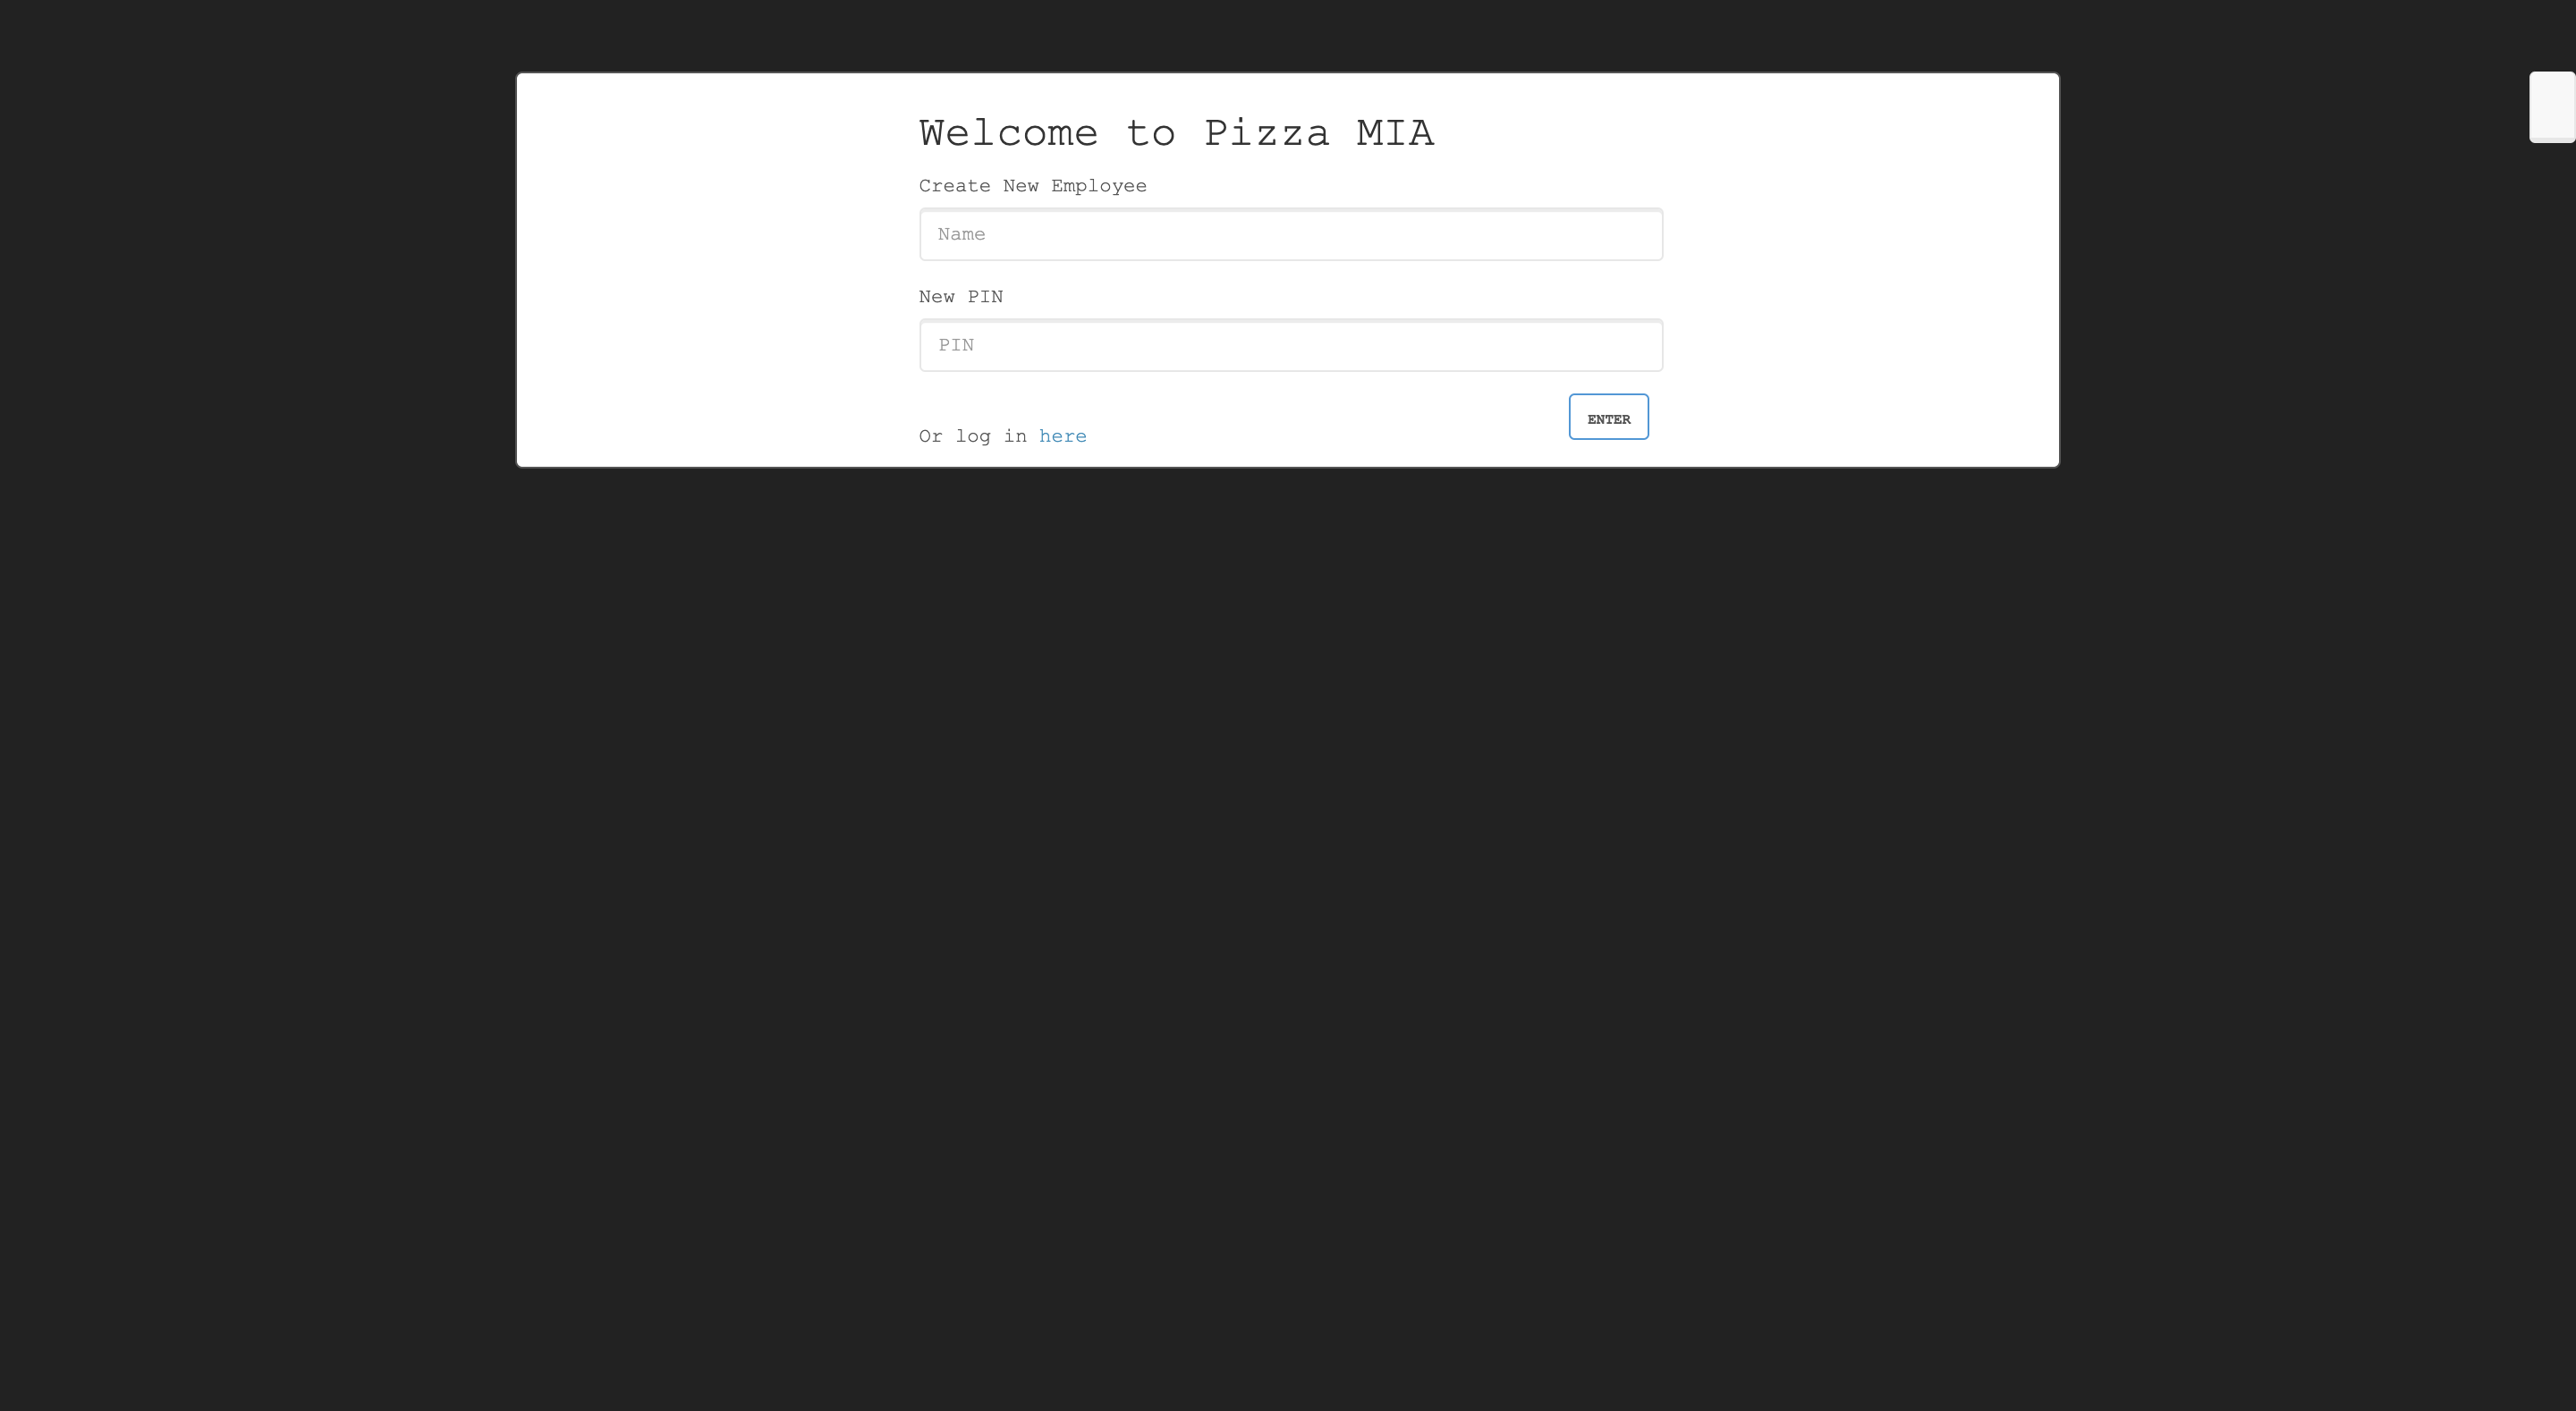 Welcome to Pizza MIA
Create New Employee
Name
New PIN
PIN
ENTER
Or log in here